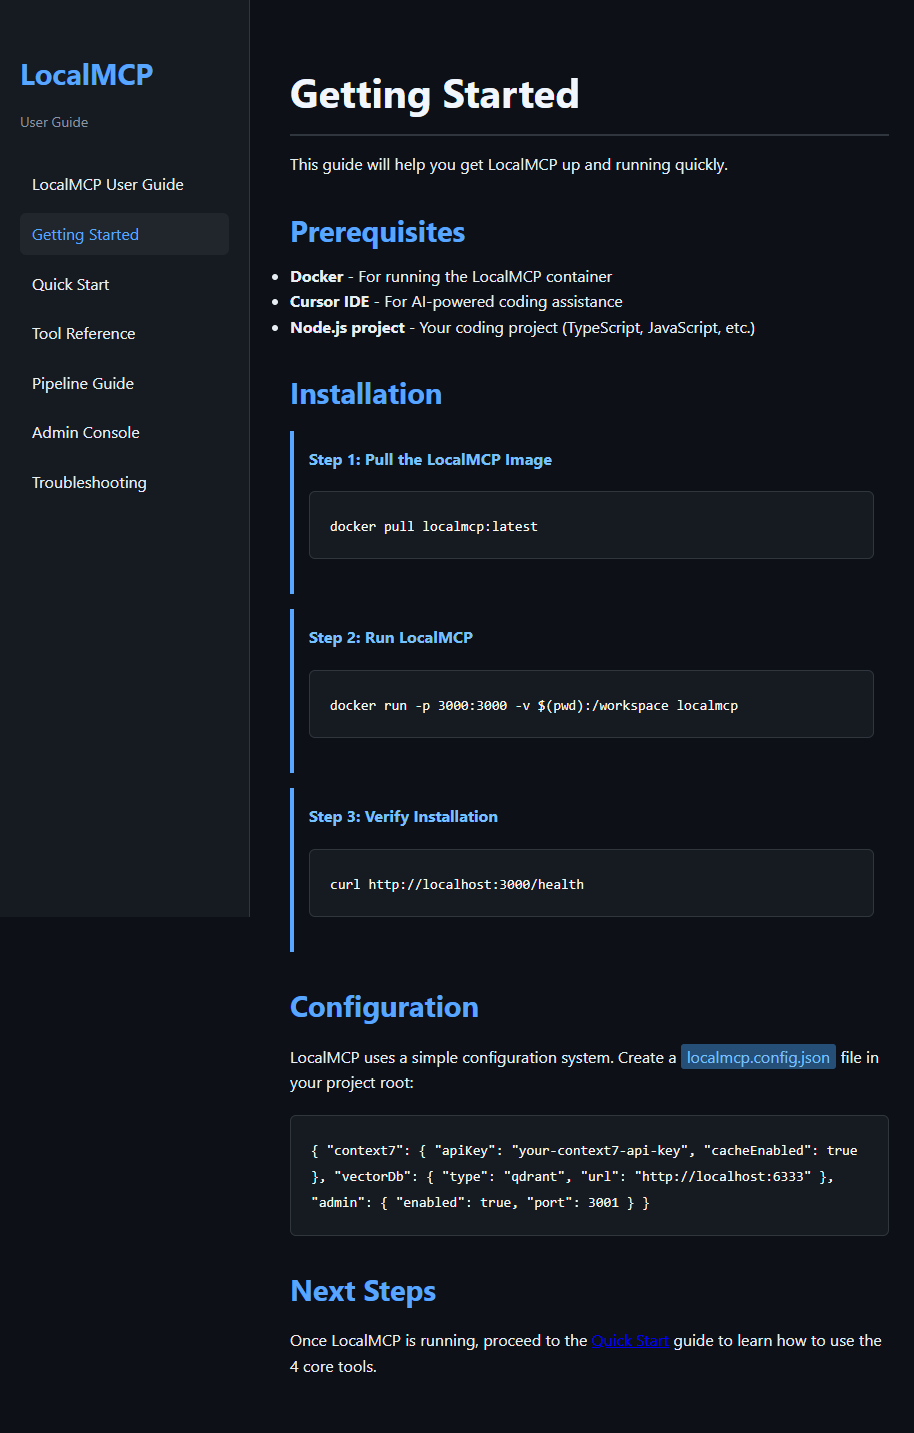 LocalMCP
User Guide
LocalMCP User Guide
Getting Started
Quick Start
Tool Reference
Pipeline Guide
Admin Console
Troubleshooting
Getting Started
This guide will help you get LocalMCP up and running quickly.
Prerequisites
• Docker - For running the LocalMCP container
• Cursor IDE - For AI-powered coding assistance
• Node.js project - Your coding project (TypeScript, JavaScript, etc.)
Installation
Step 1: Pull the LocalMCP Image
docker pull localmcp:latest
Step 2: Run LocalMCP
docker run -p 3000:3000 -v $(pwd):/workspace localmcp
Step 3: Verify Installation
curl http://localhost:3000/health
Configuration
LocalMCP uses a simple configuration system. Create a localmcp.config.json file in
your project root:
{ "context7": { "apiKey": "your-context7-api-key", "cacheEnabled": true
}, "vectorDb": { "type": "qdrant", "url": "http://localhost:6333" },
"admin": { "enabled": true, "port": 3001 } }
Next Steps
Once LocalMCP is running, proceed to the Quick Start guide to learn how to use the
4 core tools.